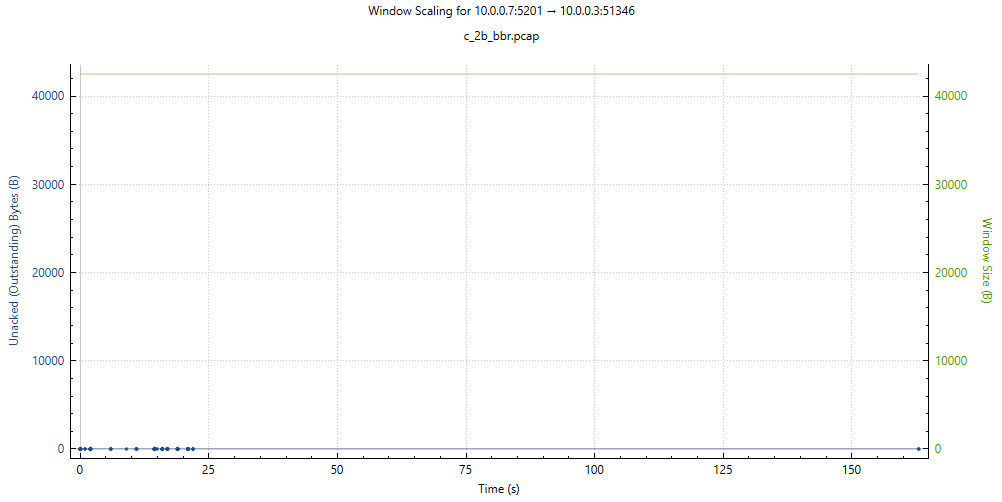 Window Scaling for 10.0.0.7:5201 → 10.0.0.3:51346
c_2b_bbr.pcap
Unacked (Outstanding) Bytes (B)
40000
30000
20000
10000
0
40000
30000
20000
10000
0
Window Size (B)
0 25 50 75 100 125 150
Time (s)